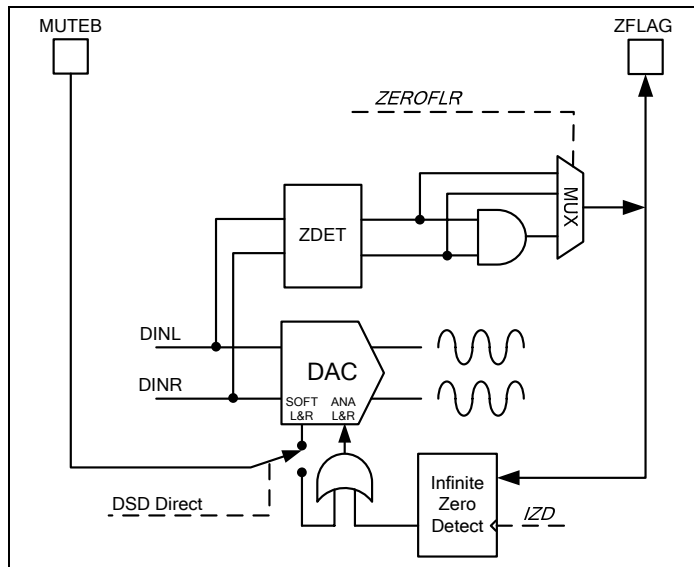 MUTEB
ZFLAG
ZEROFLR
MUX
ZDET
DINL
DINR
DAC
SOFT
L&R
ANA
L&R
DSD Direct
Infinite
Zero
Detect
IZD